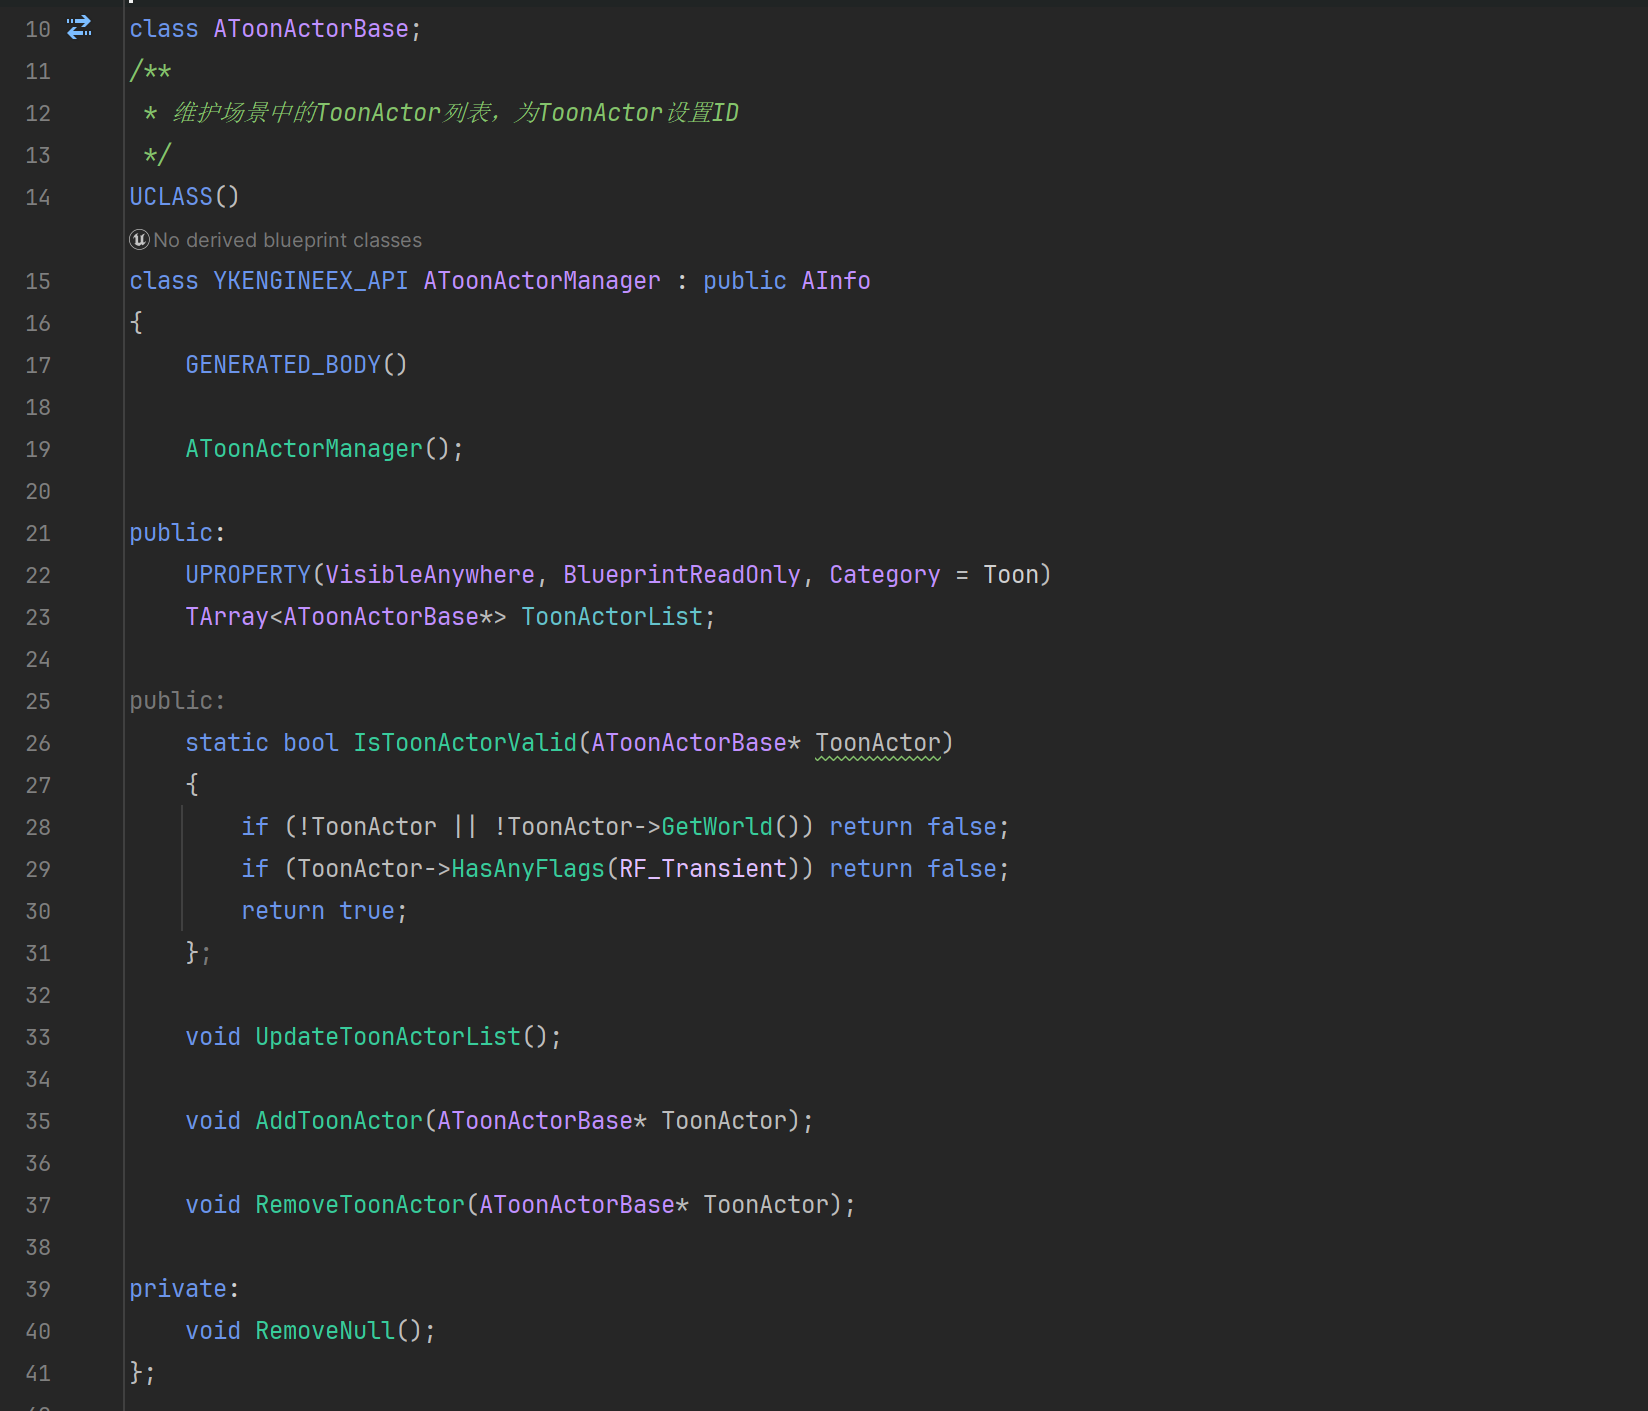 10 class AToonActorBase;
11 /**
12  * 维护场景中的ToonActor列表，为ToonActor设置ID
13  */
14 UCLASS()
No derived blueprint classes
15 class YKENGINEEX_API AToonActorManager : public AInfo
16 {
17     GENERATED_BODY()
18
19     AToonActorManager();
20
21 public:
22     UPROPERTY(VisibleAnywhere, BlueprintReadOnly, Category = Toon)
23     TArray<AToonActorBase*> ToonActorList;
24
25 public:
26     static bool IsToonActorValid(AToonActorBase* ToonActor)
27     {
28         if (!ToonActor || !ToonActor->GetWorld()) return false;
29         if (ToonActor->HasAnyFlags(RF_Transient)) return false;
30         return true;
31     };
32
33     void UpdateToonActorList();
34
35     void AddToonActor(AToonActorBase* ToonActor);
36
37     void RemoveToonActor(AToonActorBase* ToonActor);
38
39 private:
40     void RemoveNull();
41 };